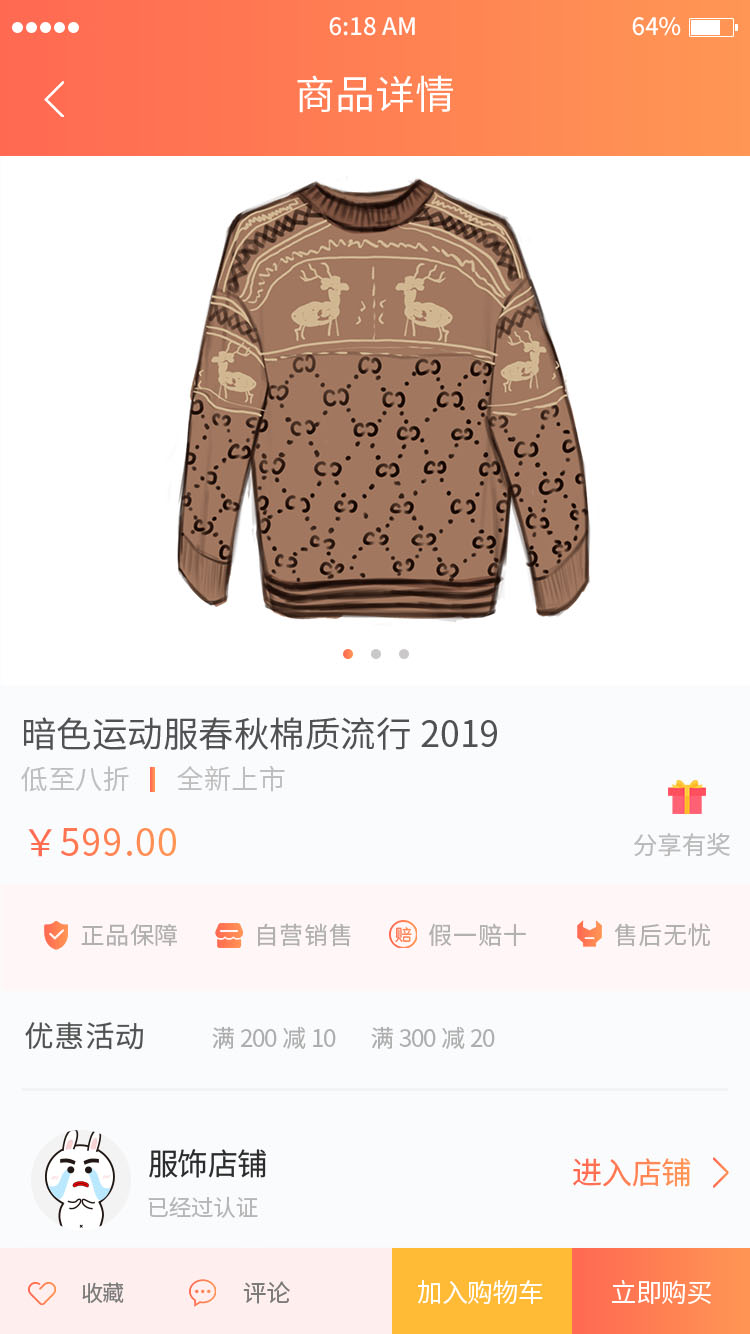 6:18 AM
64%
商品详情
暗色运动服春秋棉质流行 2019
低至八折 全新上市
￥599.00
分享有奖
正品保障 自营销售 赔 假一赔十 售后无忧
优惠活动 满 200 减 10 满 300 减 20
服饰店铺
已经过认证
进入店铺
收藏 评论 加入购物车 立即购买